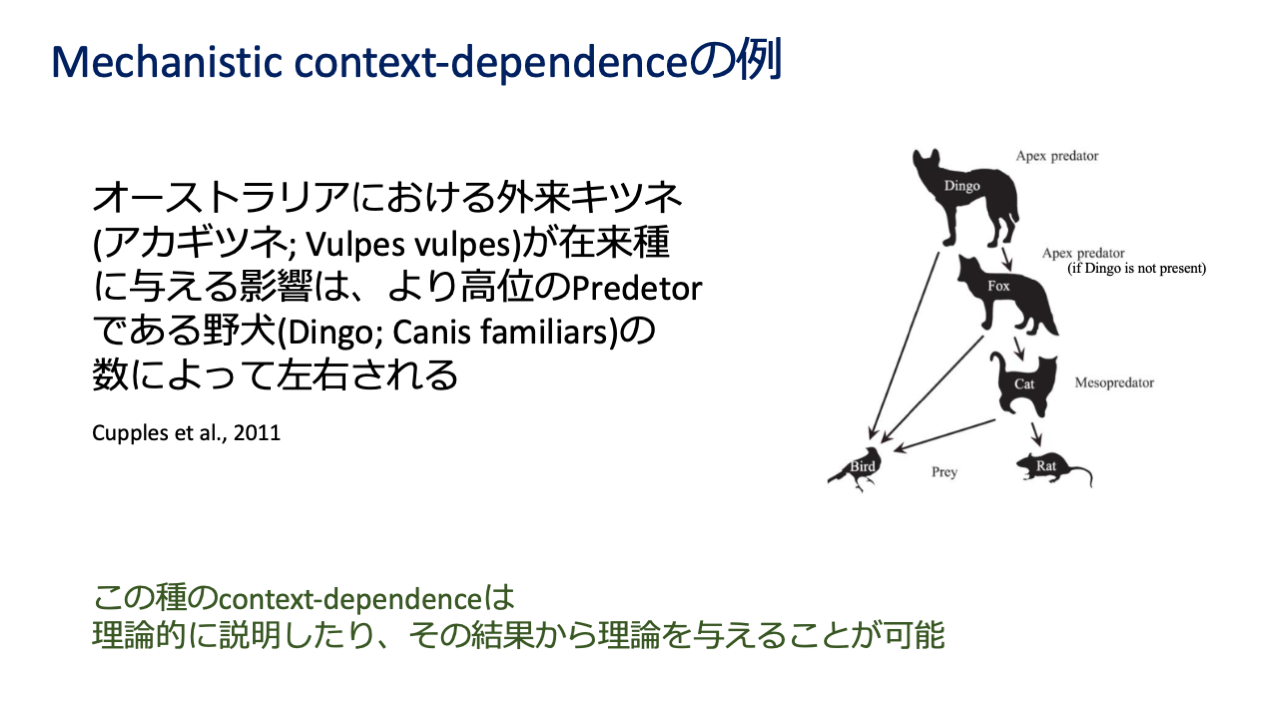 Mechanistic context-dependenceの例
オーストラリアにおける外来キツネ
(アカギツネ; Vulpes vulpes)が在来種
に与える影響は、より高位のPredetor
である野犬(Dingo; Canis familiars)の
数によって左右される
Cupples et al., 2011
Apex predator
Dingo
Apex predator
(if Dingo is not present)
Fox
Cat
Mesopredator
Bird
Prey
Rat
この種のcontext-dependenceは
理論的に説明したり、その結果から理論を与えることが可能